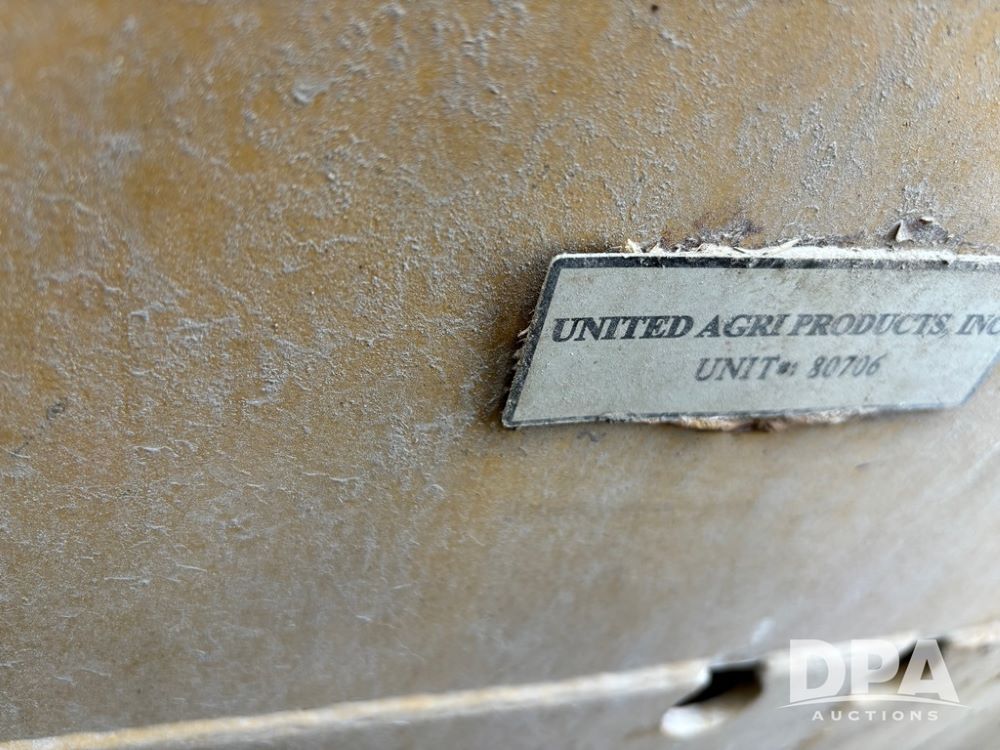 UNITED AGRI PRODUCTS, INC
UNIT#: 80706
DPA
AUCTIONS